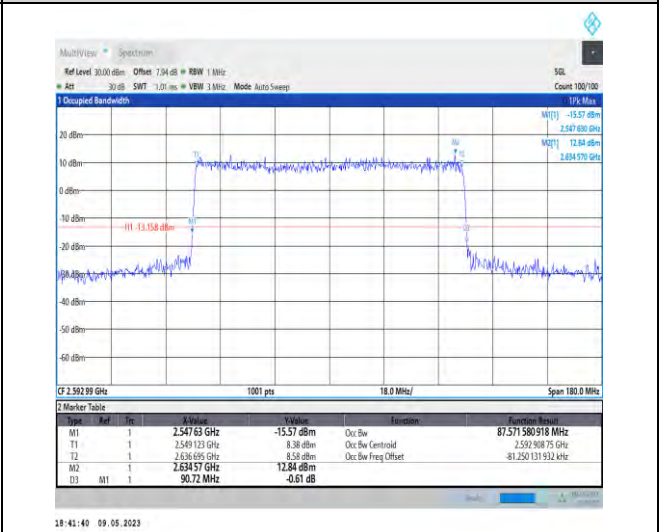 MultiView Spectrum
Ref Level 30.00 dBm Offset 7.94 dB RBW 1 MHz SGL
Att 30 dB SWT 1.01 ms VBW 3 MHz Mode Auto Sweep Count 100/100
1 Occupied Bandwidth 1Pk Max
M1[1] -15.57 dBm
2.547 630 GHz
M2[1] 12.84 dBm
2.634 570 GHz
20 dBm
M2
T1
T2
10 dBm
0 dBm
-10 dBm
M1
H1 -13.158 dBm
D3
-20 dBm
-30 dBm
-40 dBm
-50 dBm
-60 dBm
CF 2.592 99 GHz 1001 pts 18.0 MHz/ Span 180.0 MHz
2 Marker Table
Type Ref Trc X-Value Y-Value Function Function Result
M1 1 2.547 63 GHz -15.57 dBm Occ Bw 87.571 580 918 MHz
T1 1 2.549 123 GHz 8.38 dBm Occ Bw Centroid 2.592 908 75 GHz
T2 1 2.636 695 GHz 8.58 dBm Occ Bw Freq Offset -81.250 131 932 kHz
M2 1 2.634 57 GHz 12.84 dBm
D3 M1 1 90.72 MHz -0.61 dB
18:41:40 09.05.2023